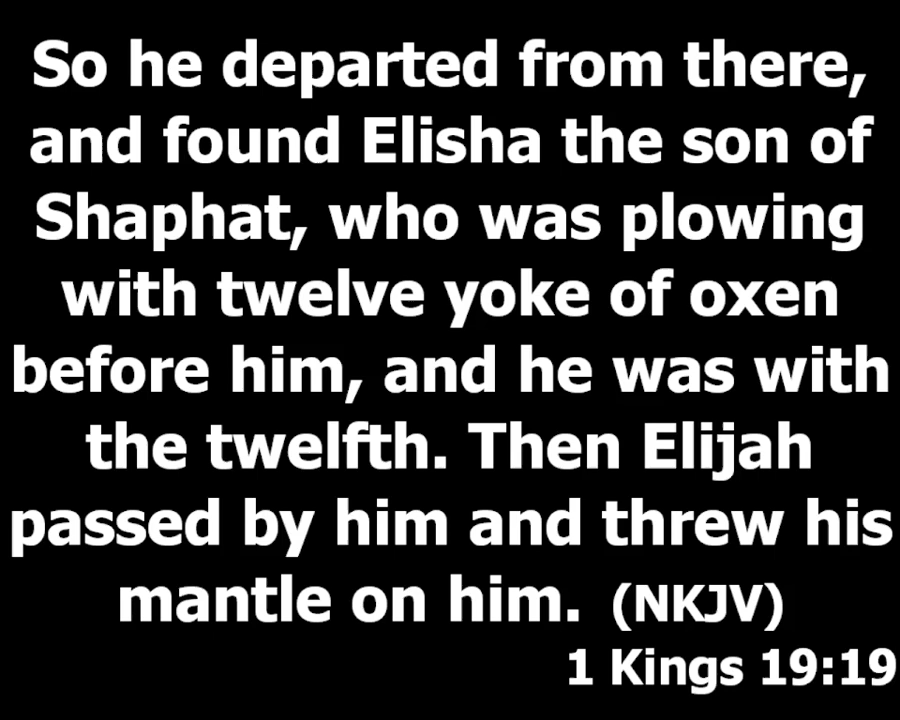 So he departed from there,
and found Elisha the son of
Shaphat, who was plowing
with twelve yoke of oxen
before him, and he was with
the twelfth. Then Elijah
passed by him and threw his
mantle on him. (NKJV)
1 Kings 19:19